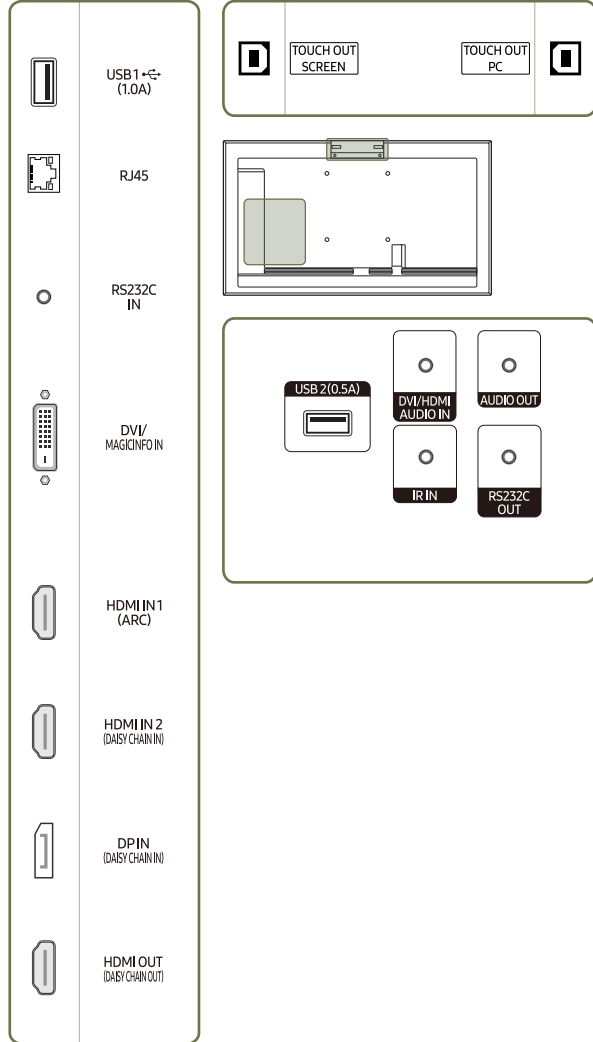 USB1
(1.0A)
RJ45
RS232C
IN
DVI/
MAGICINFO IN
HDMI IN 1
(ARC)
HDMI IN 2
(DAISY CHAIN IN)
DP IN
(DAISY CHAIN IN)
HDMI OUT
(DAISY CHAIN OUT)
TOUCH OUT
SCREEN
TOUCH OUT
PC
USB 2(0.5A)
DVI/HDMI
AUDIO IN
AUDIO OUT
IR IN
RS232C
OUT